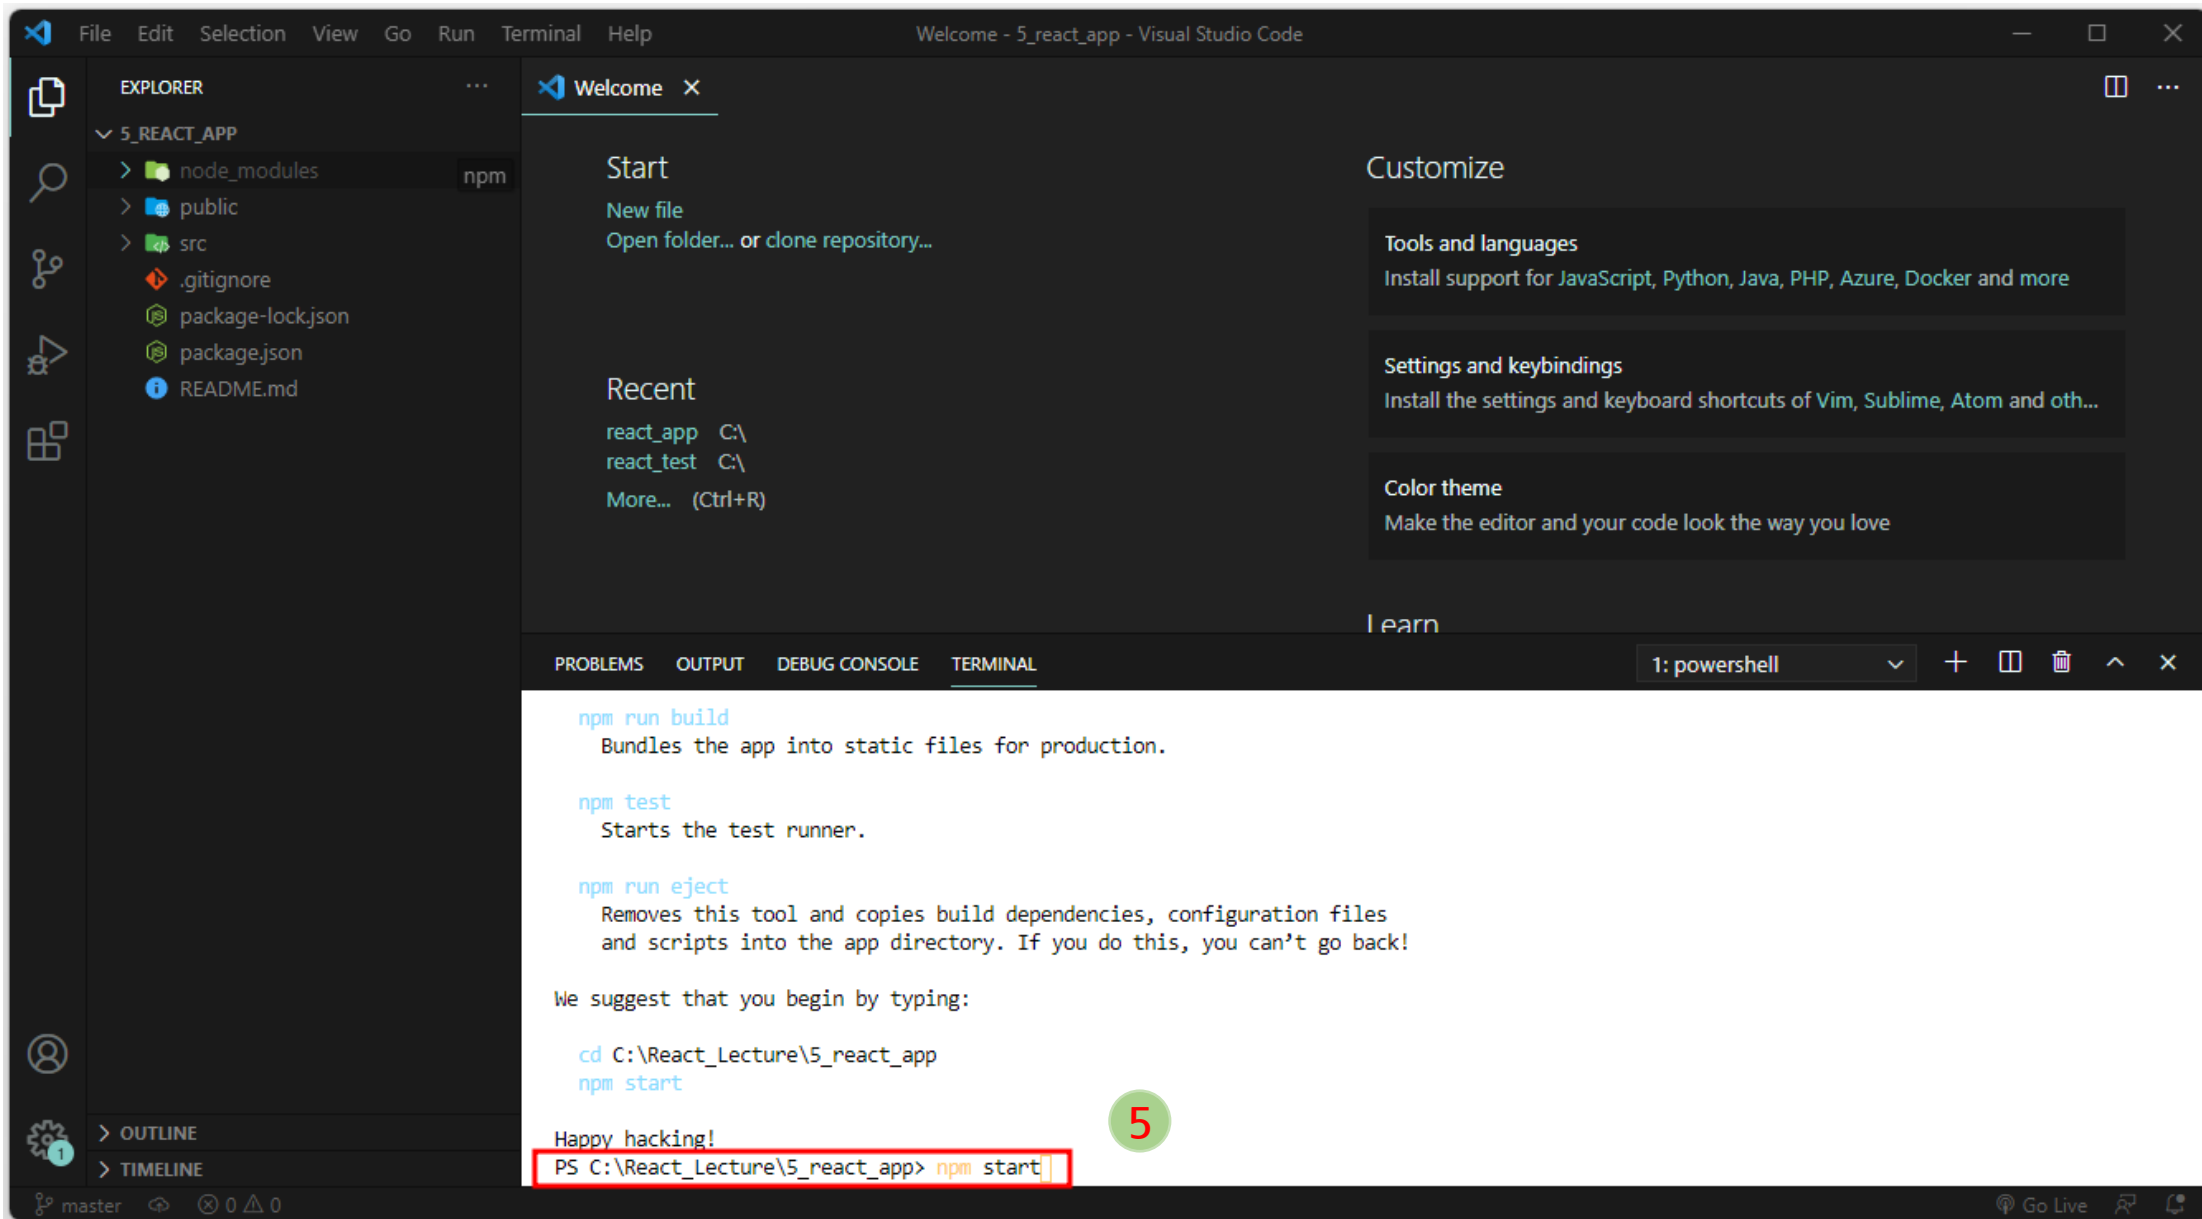 File Edit Selection View Go Run Terminal Help
Welcome - 5_react_app - Visual Studio Code
EXPLORER
5_REACT_APP
node_modules
npm
public
src
.gitignore
package-lock.json
package.json
README.md
OUTLINE
TIMELINE
1
Welcome
Start
New file
Open folder... or clone repository...
Recent
react_app C:\
react_test C:\
More... (Ctrl+R)
Customize
Tools and languages
Install support for JavaScript, Python, Java, PHP, Azure, Docker and more
Settings and keybindings
Install the settings and keyboard shortcuts of Vim, Sublime, Atom and oth...
Color theme
Make the editor and your code look the way you love
Learn
PROBLEMS OUTPUT DEBUG CONSOLE TERMINAL
1: powershell
npm run build
Bundles the app into static files for production.
npm test
Starts the test runner.
npm run eject
Removes this tool and copies build dependencies, configuration files
and scripts into the app directory. If you do this, you can’t go back!
We suggest that you begin by typing:
cd C:\React_Lecture\5_react_app
npm start
5
Happy hacking!
PS C:\React_Lecture\5_react_app> npm start
master 0 0
Go Live